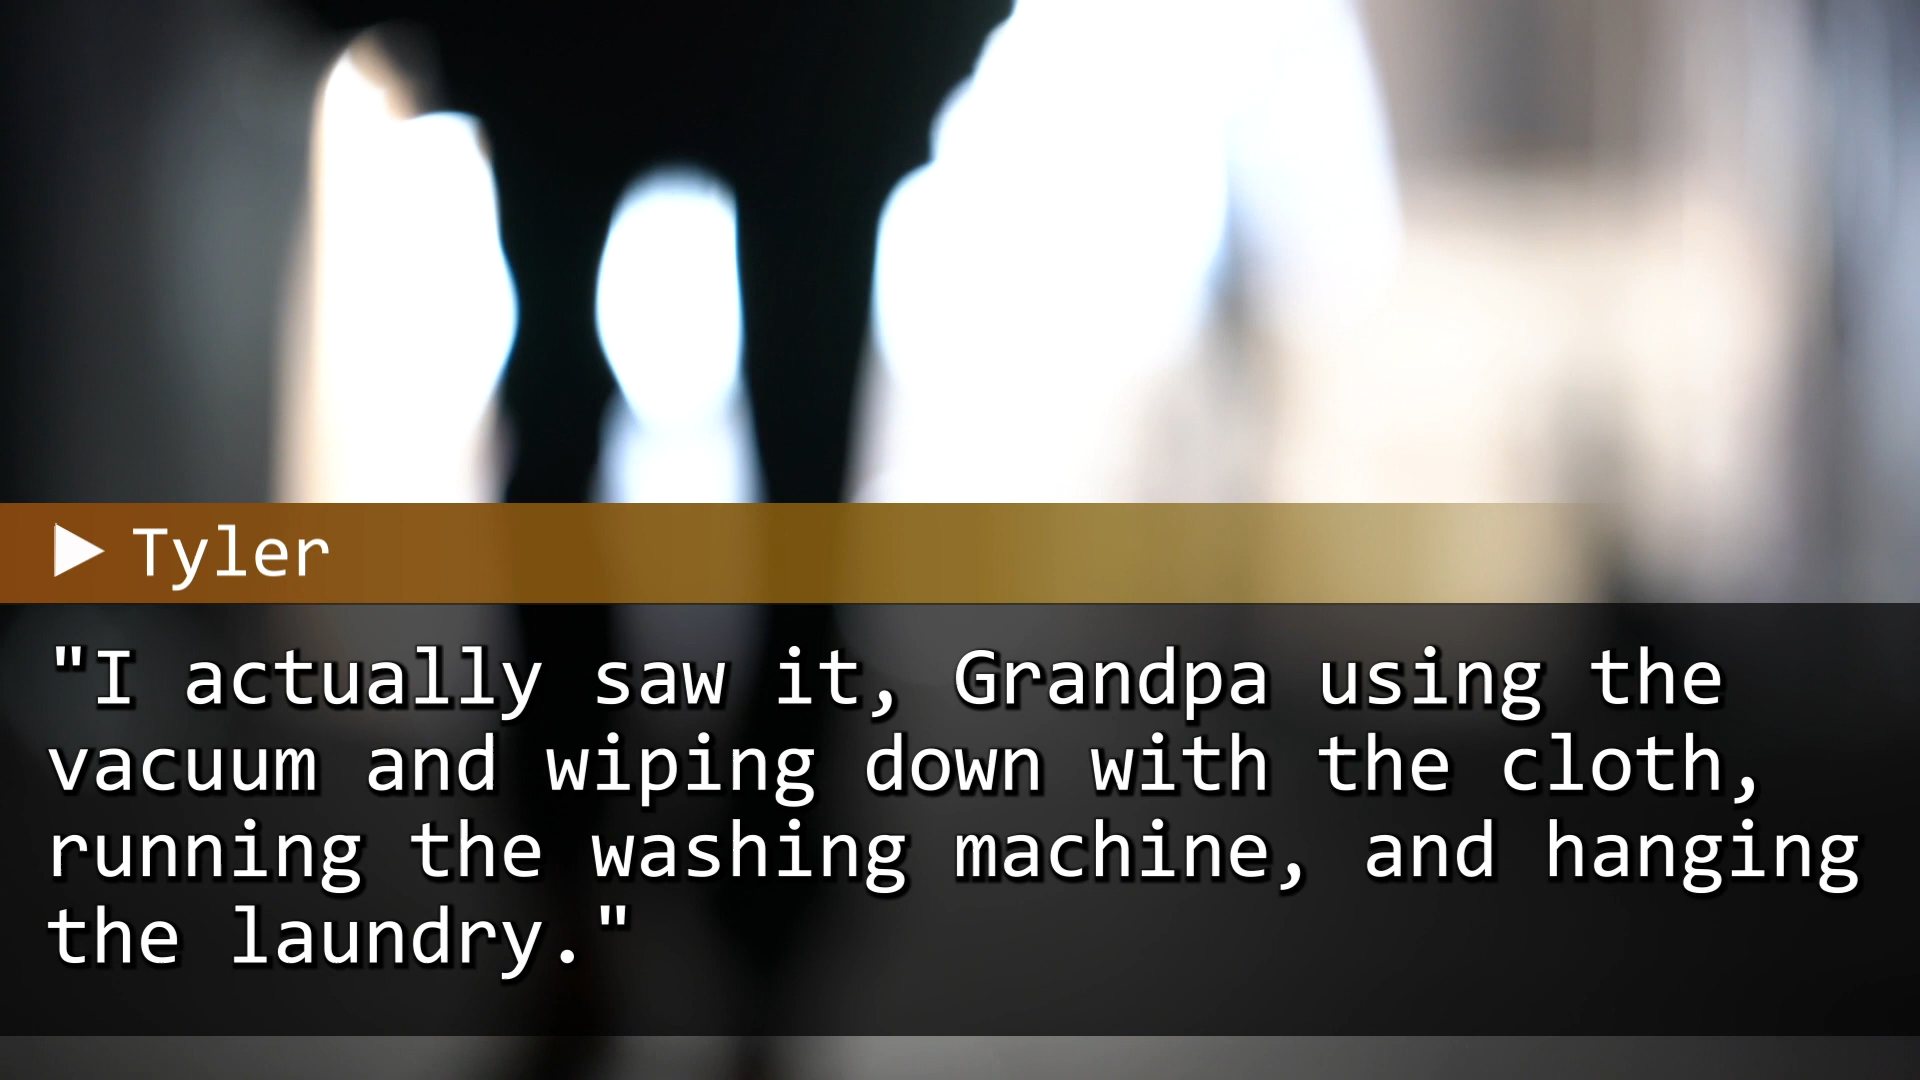 Tyler
"I actually saw it, Grandpa using the
vacuum and wiping down with the cloth,
running the washing machine, and hanging
the laundry."